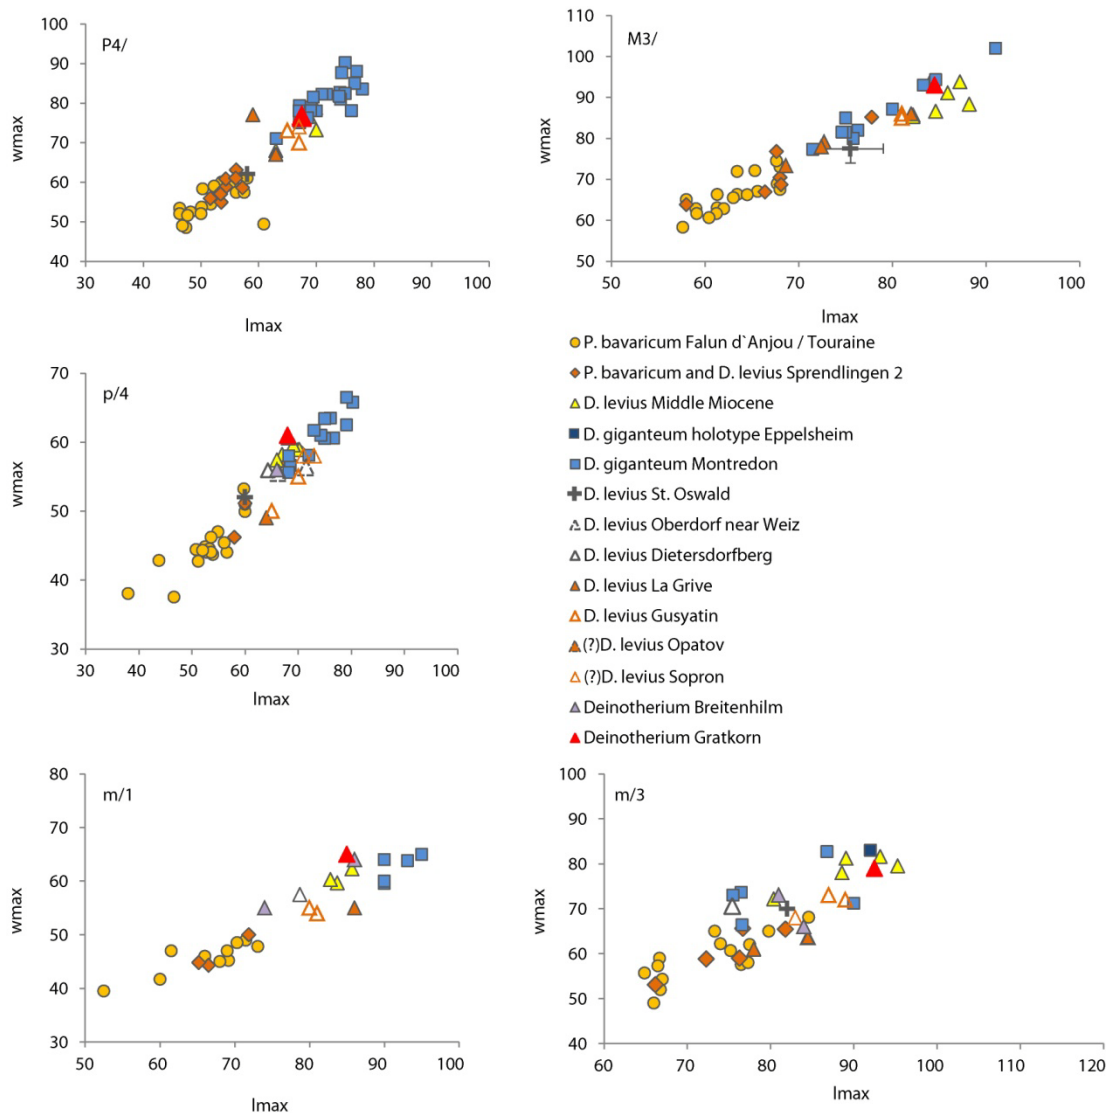 P4/
wmax
100
90
80
70
60
50
40
30 40 50 60 70 80 90 100
lmax
M3/
wmax
110
100
90
80
70
60
50
50 60 70 80 90 100
lmax
p/4
wmax
70
60
50
40
30
30 40 50 60 70 80 90 100
lmax
P. bavaricum Falun d`Anjou / Touraine
P. bavaricum and D. levius Sprendlingen 2
D. levius Middle Miocene
D. giganteum holotype Eppelsheim
D. giganteum Montredon
D. levius St. Oswald
D. levius Oberdorf near Weiz
D. levius Dietersdorfberg
D. levius La Grive
D. levius Gusyatin
(?)D. levius Opatov
(?)D. levius Sopron
Deinotherium Breitenhilm
Deinotherium Gratkorn
m/1
wmax
80
70
60
50
40
30
50 60 70 80 90 100
lmax
m/3
wmax
100
90
80
70
60
50
40
60 70 80 90 100 110 120
lmax